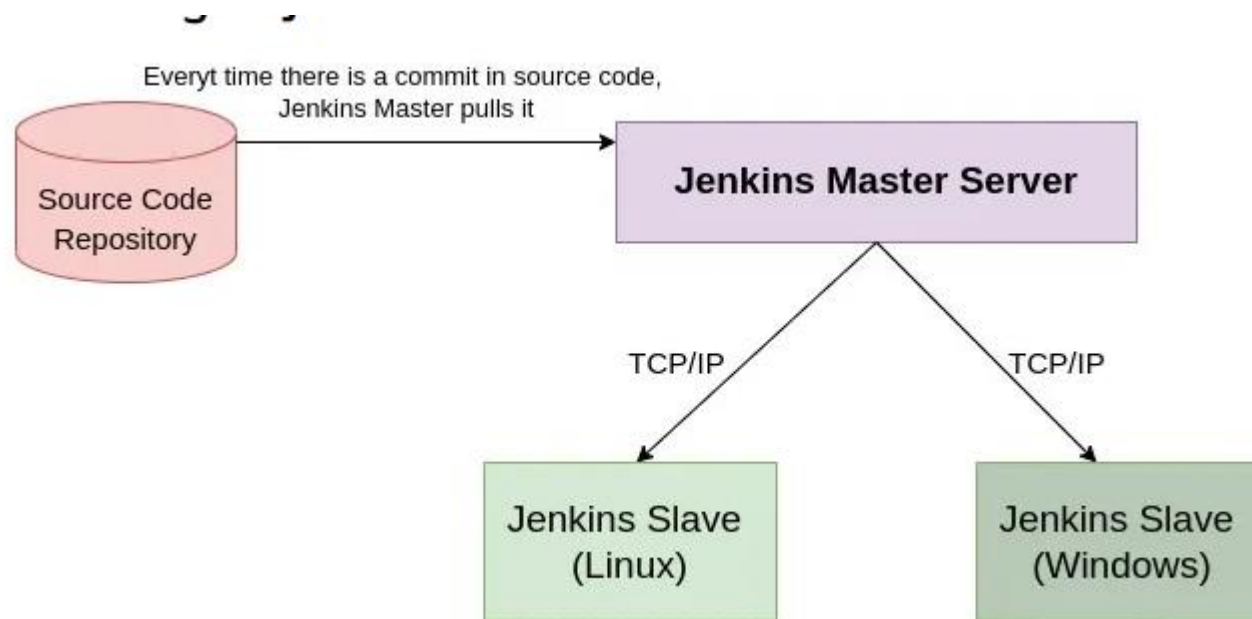 Everyt time there is a commit in source code,
Jenkins Master pulls it
Source Code
Repository
Jenkins Master Server
TCP/IP
TCP/IP
Jenkins Slave
(Linux)
Jenkins Slave
(Windows)